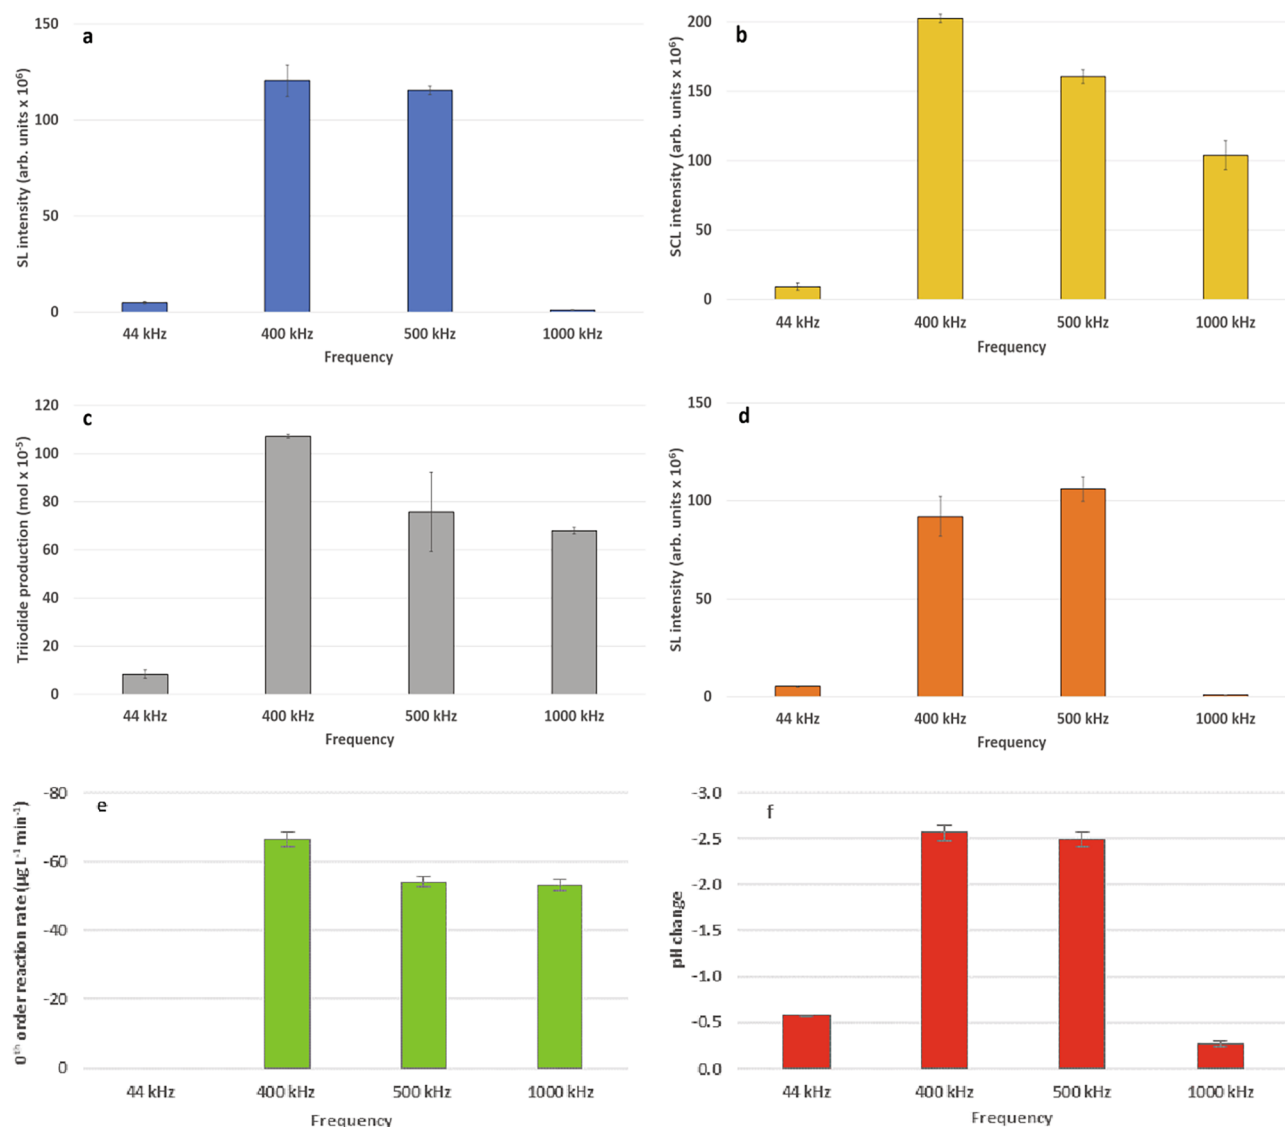 a
SL intensity (arb. units x 10⁶)
150
100
50
0
44 kHz 400 kHz 500 kHz 1000 kHz
Frequency
b
SCL intensity (arb. units x 10⁶)
200
150
100
50
0
44 kHz 400 kHz 500 kHz 1000 kHz
Frequency
c
Triiodide production (mol x 10⁻⁵)
120
100
80
60
40
20
0
44 kHz 400 kHz 500 kHz 1000 kHz
Frequency
d
SL intensity (arb. units x 10⁶)
150
100
50
0
44 kHz 400 kHz 500 kHz 1000 kHz
Frequency
e
0ᵗʰ order reaction rate (µg L⁻¹ min⁻¹)
-80
-60
-40
-20
0
44 kHz 400 kHz 500 kHz 1000 kHz
Frequency
f
pH change
-3.0
-2.5
-2.0
-1.5
-1.0
-0.5
0.0
44 kHz 400 kHz 500 kHz 1000 kHz
Frequency